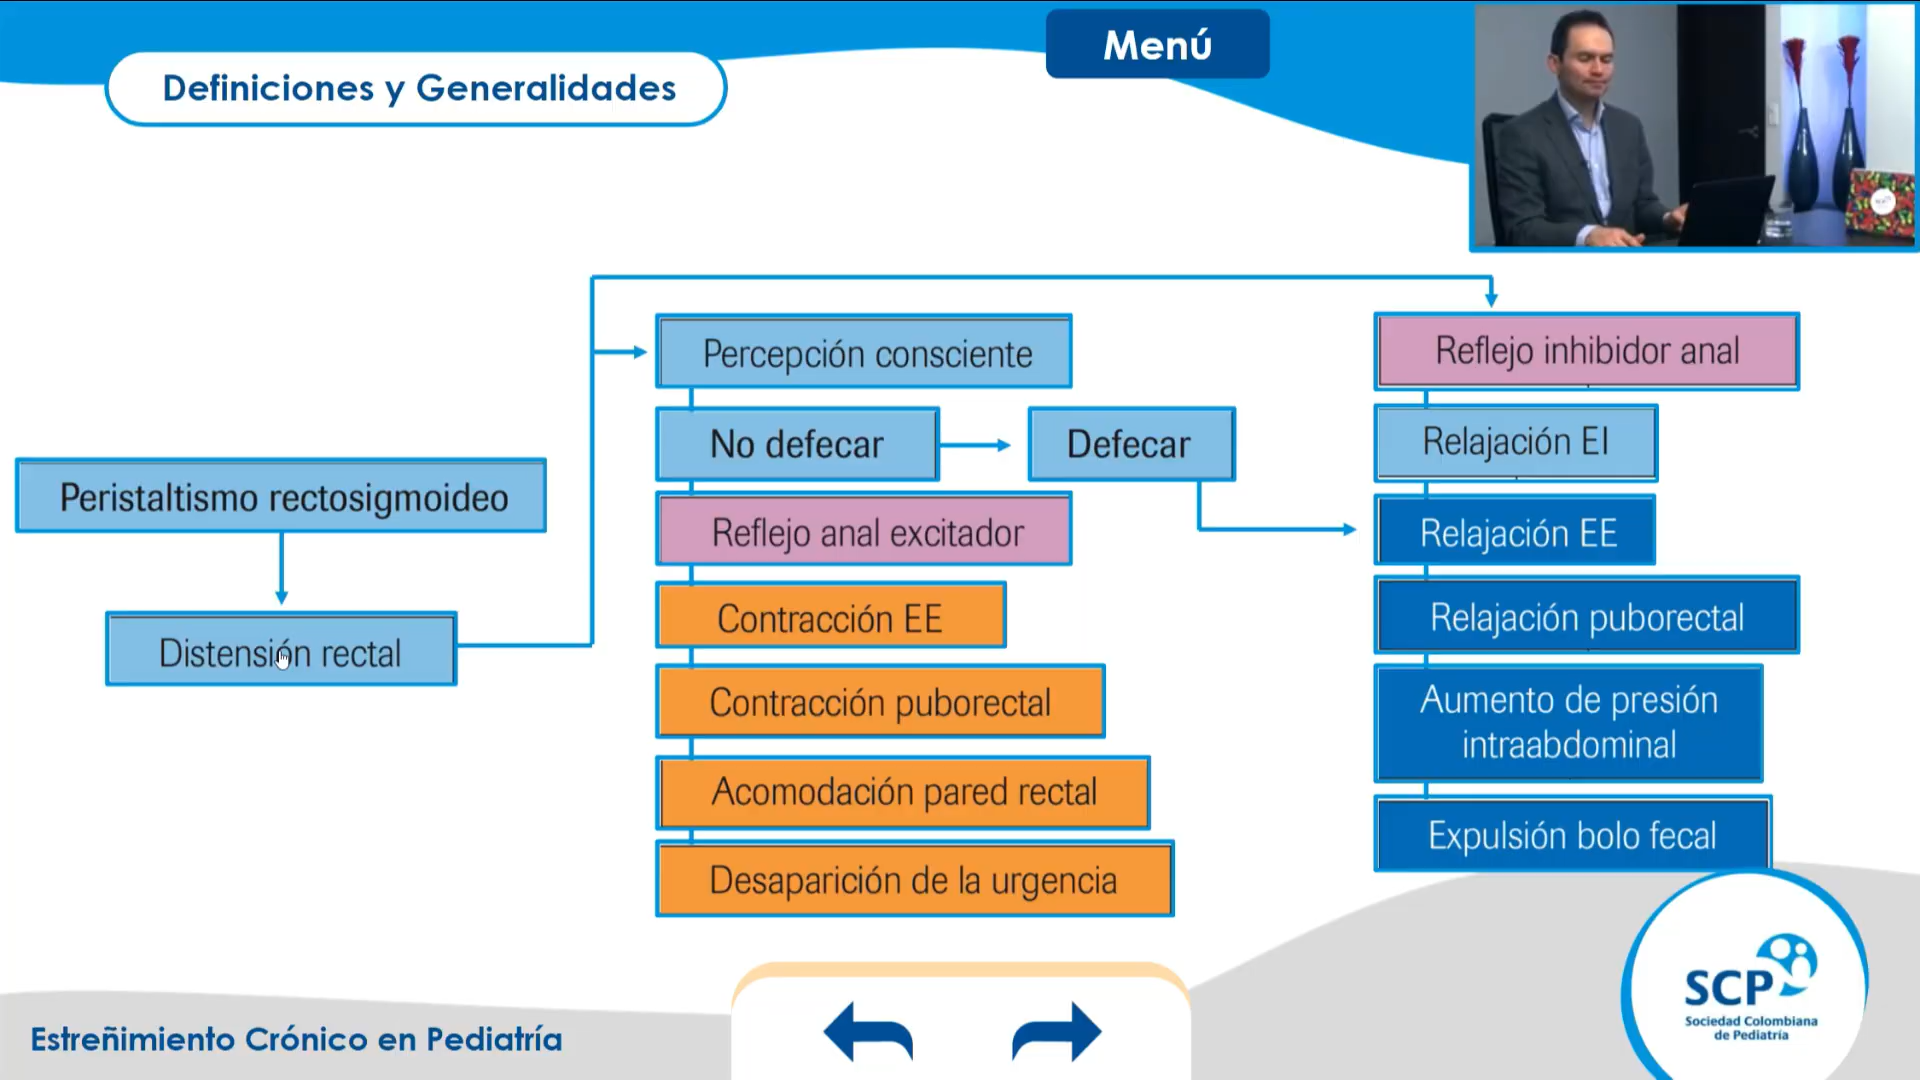 Menú
Definiciones y Generalidades
Peristaltismo rectosigmoideo
Distensión rectal
Percepción consciente
No defecar
Defecar
Reflejo anal excitador
Contracción EE
Contracción puborectal
Acomodación pared rectal
Desaparición de la urgencia
Reflejo inhibidor anal
Relajación EI
Relajación EE
Relajación puborectal
Aumento de presión
intraabdominal
Expulsión bolo fecal
Estreñimiento Crónico en Pediatría
SCP
Sociedad Colombiana
de Pediatría